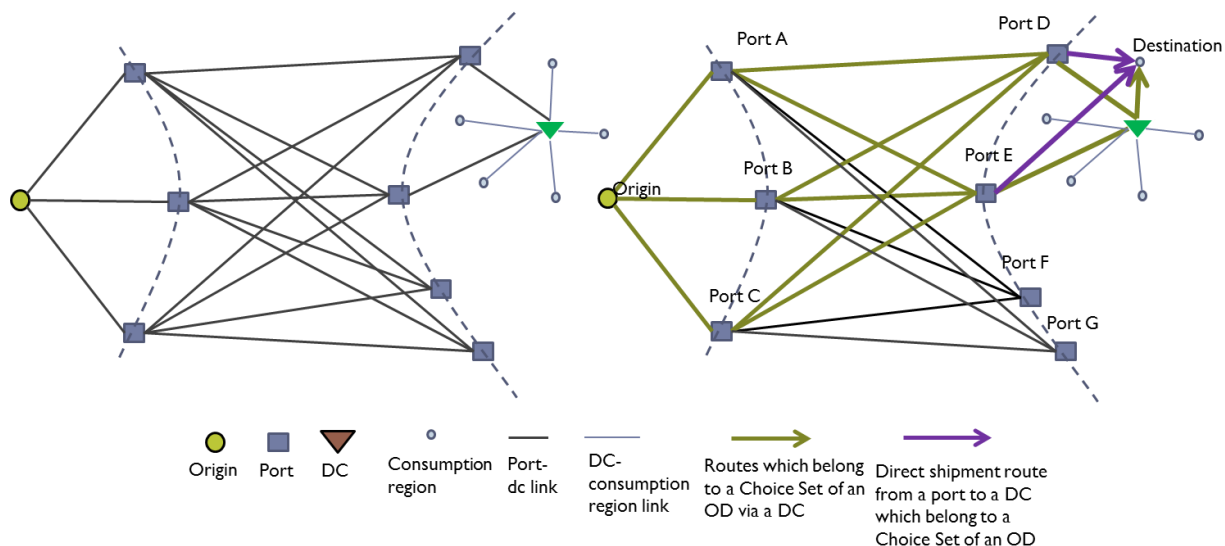 Port D
Port A
Destination
Port B
Port E
Origin
Port F
Port C
Port G
Origin
Port
DC
Consumption
region
Port-
dc link
DC-
consumption
region link
Routes which belong
to a Choice Set of an
OD via a DC
Direct shipment route
from a port to a DC
which belong to a
Choice Set of an OD